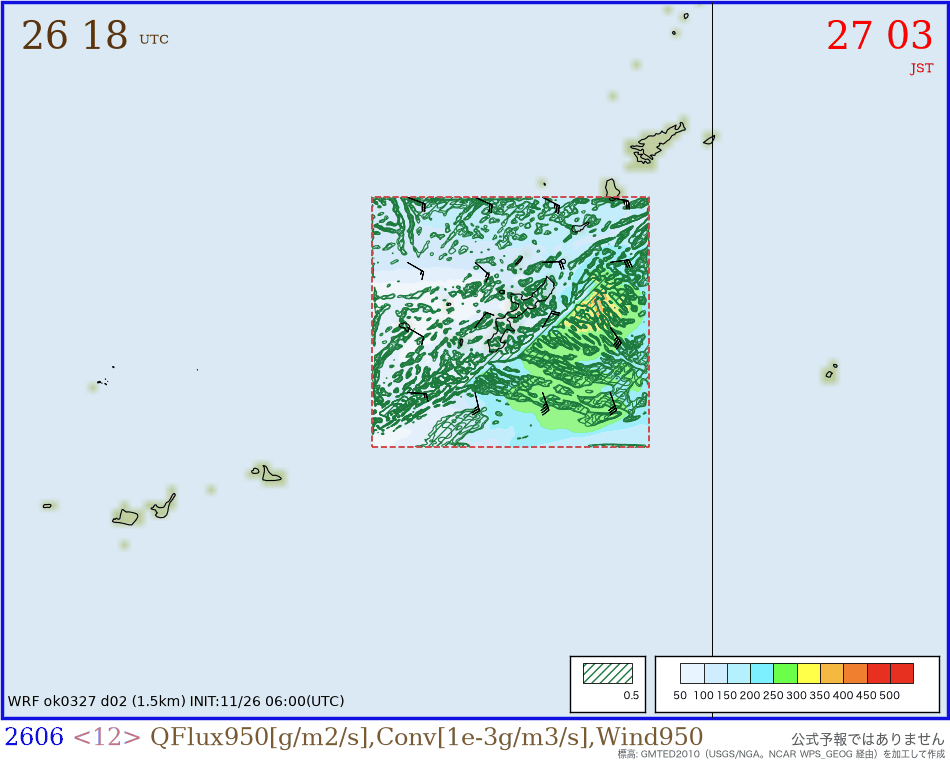 26 18 UTC
27 03
JST
0.5
50 100 150 200 250 300 350 400 450 500
WRF ok0327 d02 (1.5km) INIT:11/26 06:00(UTC)
2606 <12> QFlux950[g/m2/s],Conv[1e-3g/m3/s],Wind950
公式予報ではありません
標高: GMTED2010（USGS/NGA。NCAR WPS_GEOG 経由）を加工して作成